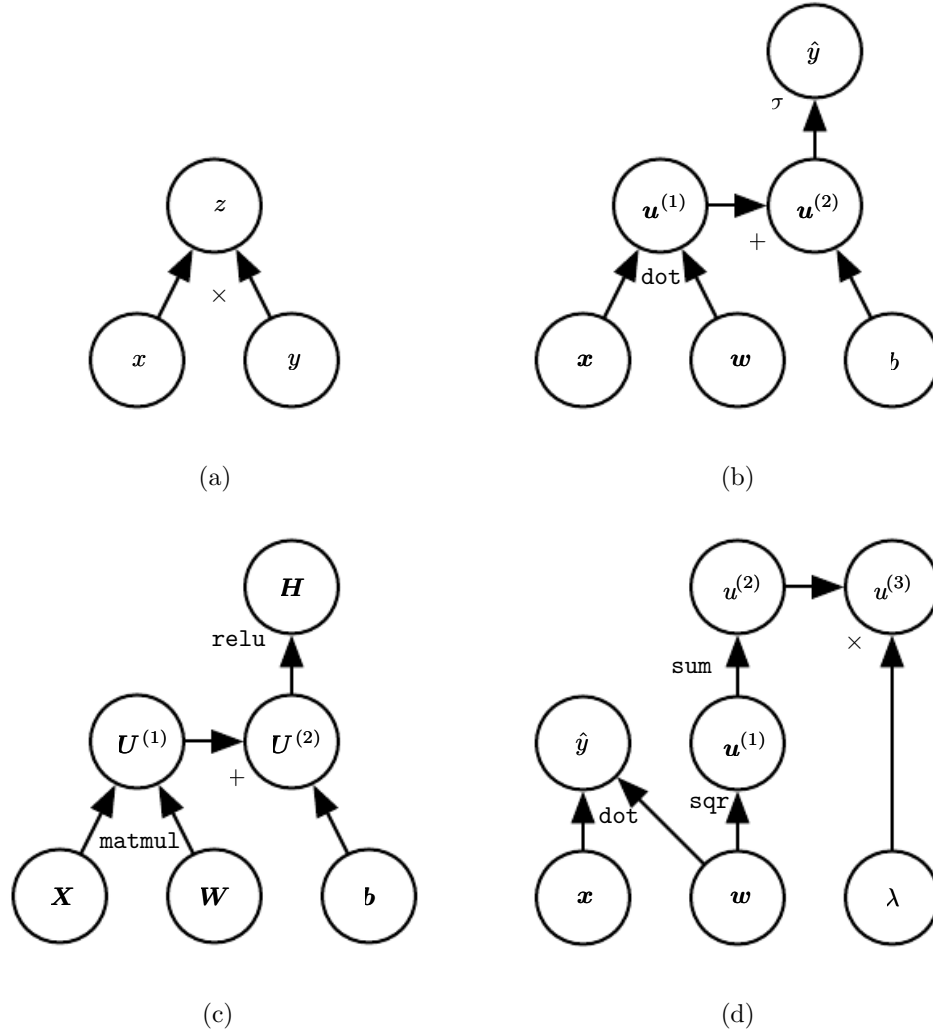 ŷ
σ
z
u(1)
u(2)
+
×
dot
x
y
x
w
b
(a)
(b)
H
u(2)
u(3)
relu
×
sum
U(1)
U(2)
ŷ
u(1)
+
matmul
dot
sqr
X
W
b
x
w
λ
(c)
(d)